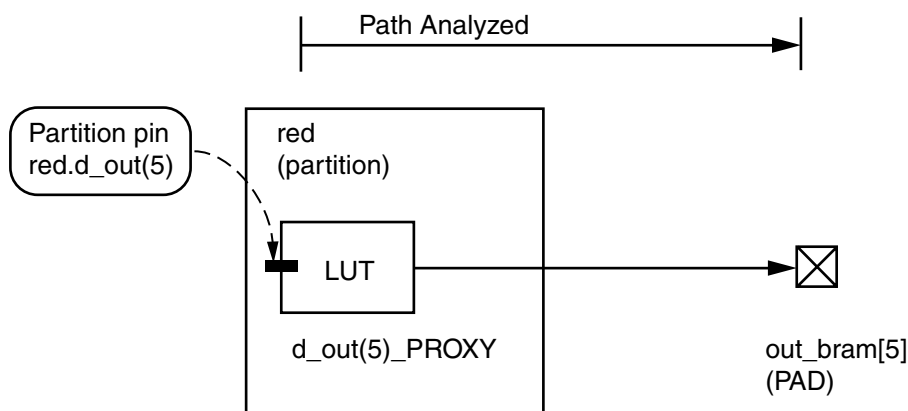 Path Analyzed
Partition pin
red.d_out(5)
red
(partition)
LUT
d_out(5)_PROXY
out_bram[5]
(PAD)